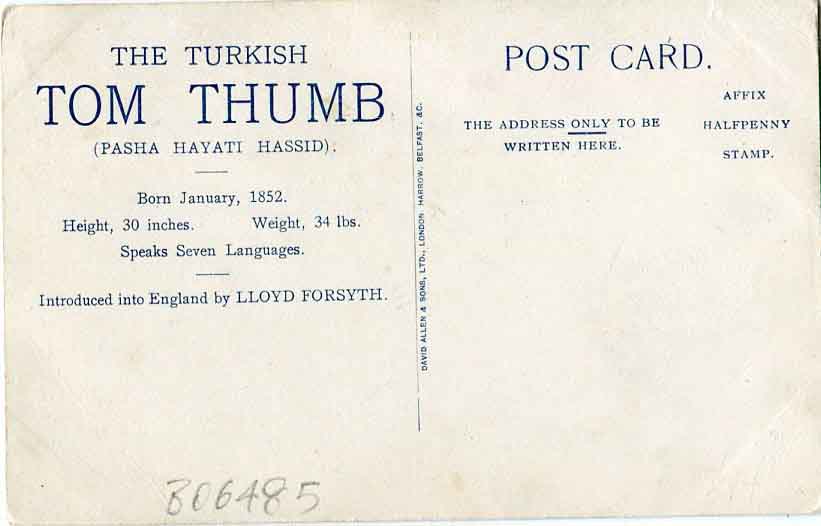 THE TURKISH
TOM THUMB
(PASHA HAYATI HASSID).
Born January, 1852.
Height, 30 inches. Weight, 34 lbs.
Speaks Seven Languages.
Introduced into England by LLOYD FORSYTH.
306485
DAVID ALLEN & SONS, LTD., LONDON, HARROW, BELFAST, &C.
POST CARD.
THE ADDRESS ONLY TO BE
WRITTEN HERE.
AFFIX
HALFPENNY
STAMP.